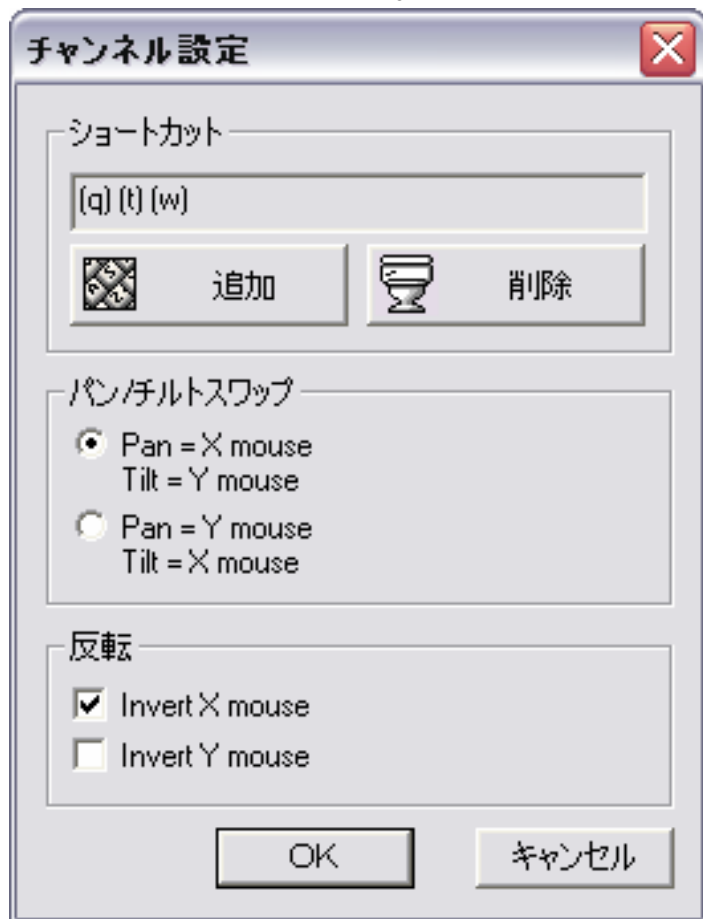 チャンネル設定
ショートカット
(q) (t) (w)
追加
削除
パン/チルトスワップ
Pan = X mouse
Tilt = Y mouse
Pan = Y mouse
Tilt = X mouse
反転
Invert X mouse
Invert Y mouse
OK
キャンセル